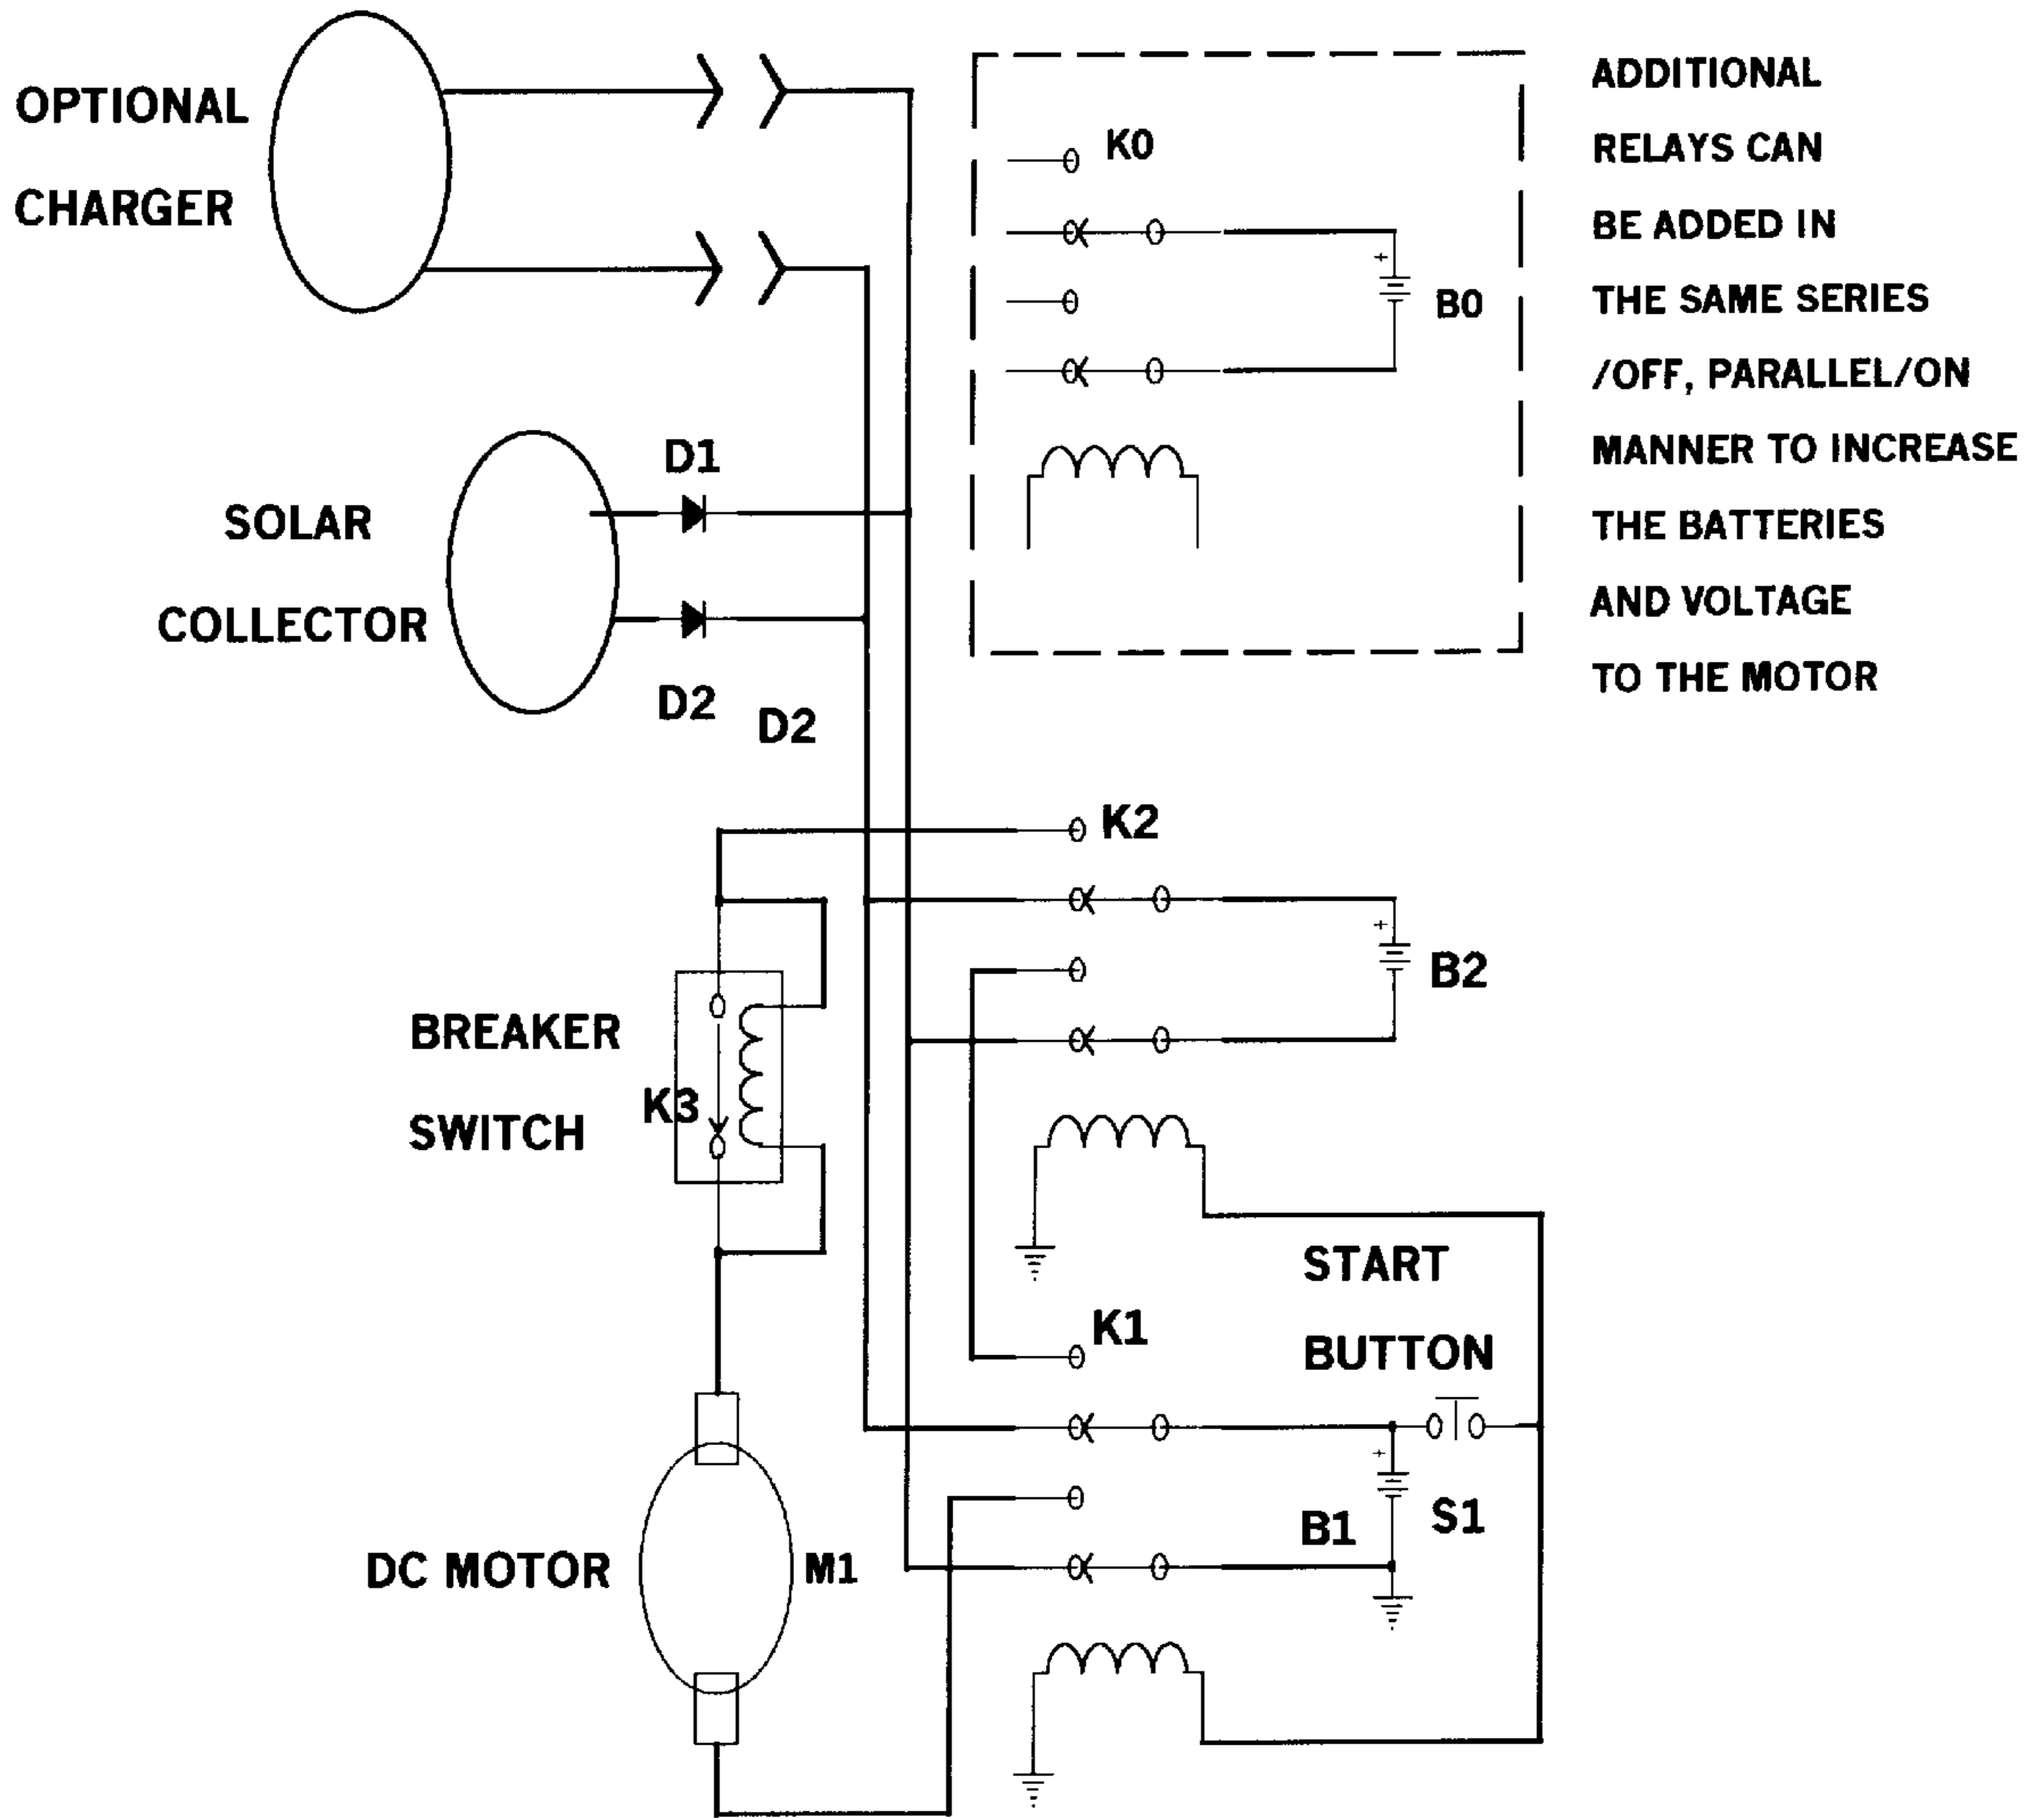 OPTIONAL
CHARGER
K0
+
B0
ADDITIONAL
RELAYS CAN
BE ADDED IN
THE SAME SERIES
/OFF, PARALLEL/ON
MANNER TO INCREASE
THE BATTERIES
AND VOLTAGE
TO THE MOTOR
SOLAR
COLLECTOR
D1
D2
D2
K2
+
B2
BREAKER
SWITCH
K3
START
BUTTON
K1
+
B1
S1
DC MOTOR
M1